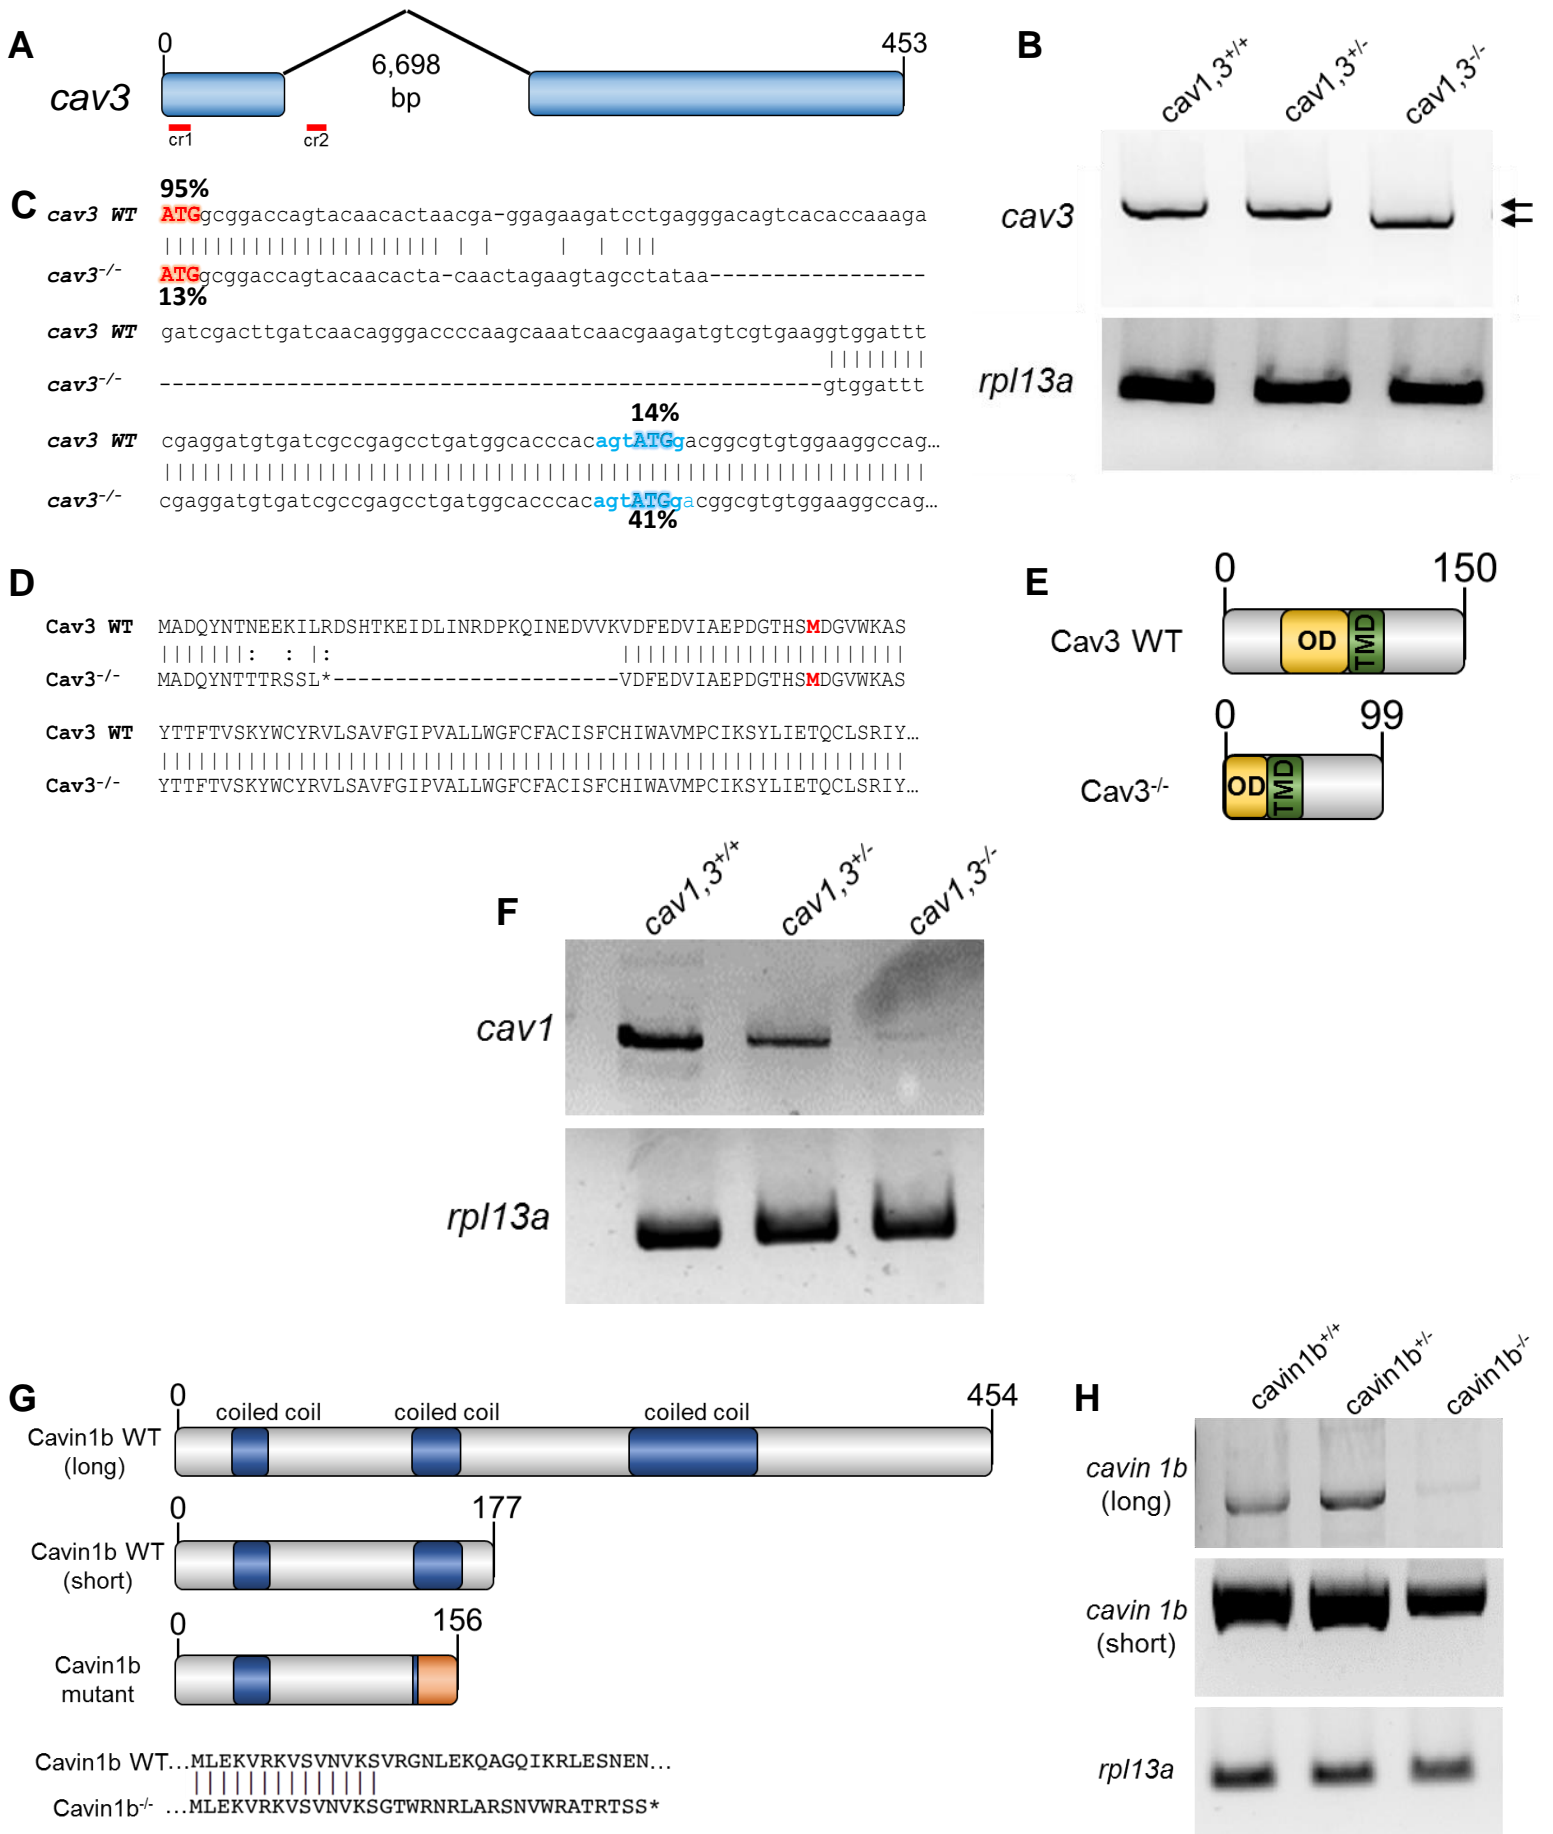 A
0
453
6,698
bp
cav3
cr1
cr2
B
cav1,3+/+
cav1,3+/-
cav1,3-/-
cav3
rpl13a
C
95%
cav3 WT ATGgcggaccagtacaacactaacga-ggagaagatcctgagggacagtcacaccaaaga
cav3-/- ATGgcggaccagtacaacacta-caactagaagtagcctataa-----------------
13%
cav3 WT gatcgacttgatcaacagggaccccaagcaaatcaacgaagatgtcgtgaaggtggattt
cav3-/- ----------------------------------------------------gtggattt
14%
cav3 WT cgaggatgtgatcgccgagcctgatggcacccacagtATGgacggcgtgtggaaggccag…
cav3-/- cgaggatgtgatcgccgagcctgatggcacccacagtATGgacggcgtgtggaaggccag…
41%
D
Cav3 WT MADQYNTNEEKILRDSHTKEIDLINRDPKQINEDVVKVDFEDVIAEPDGTHSMDGVWKAS
Cav3-/- MADQYNTTTRSSL*-----------------------VDFEDVIAEPDGTHSMDGVWKAS
Cav3 WT YTTFTVSKYWCYRVLSAVFGIPVALLWGFCFACISFCHIWAVMPCIKSYLIETQCLSRIY…
Cav3-/- YTTFTVSKYWCYRVLSAVFGIPVALLWGFCFACISFCHIWAVMPCIKSYLIETQCLSRIY…
E
0
150
Cav3 WT
OD
TMD
0
99
Cav3-/-
OD
TMD
F
cav1,3+/+
cav1,3+/-
cav1,3-/-
cav1
rpl13a
G
0
454
coiled coil
coiled coil
coiled coil
Cavin1b WT
(long)
0
177
Cavin1b WT
(short)
0
156
Cavin1b
mutant
Cavin1b WT…MLEKVRKVSVNVKSVRGNLEKQAGQIKRLESNEN…
Cavin1b-/- …MLEKVRKVSVNVKSGTWRNRLARSNVWRATRTSS*
H
cavin1b+/+
cavin1b+/-
cavin1b-/-
cavin 1b
(long)
cavin 1b
(short)
rpl13a